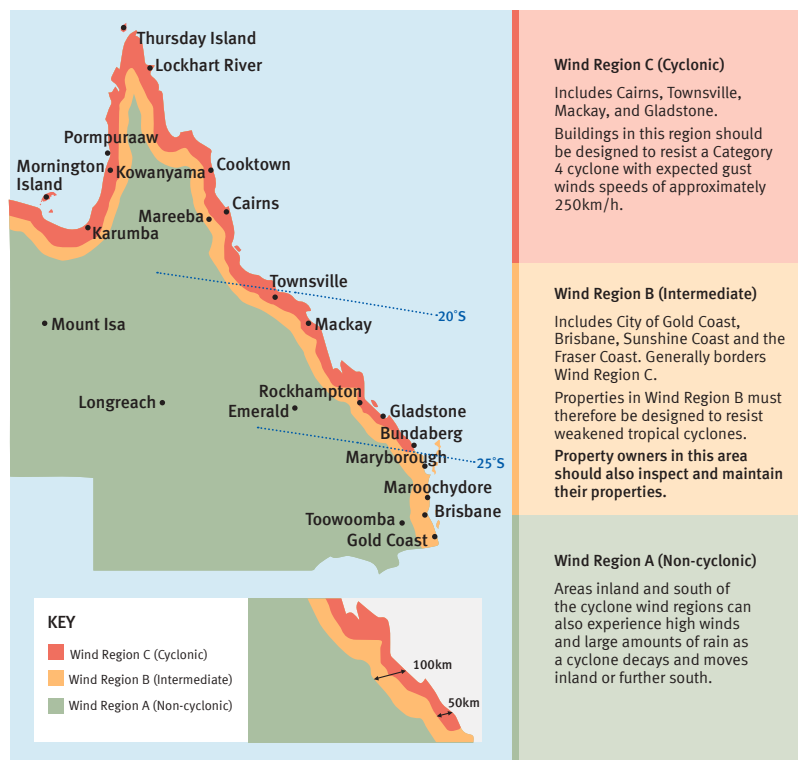 Thursday Island
Lockhart River
Pormpuraaw
Mornington
Island
Kowanyama
Cooktown
Mareeba
Cairns
Karumba
Townsville
20°S
Mount Isa
Mackay
Longreach
Rockhampton
Emerald
Gladstone
Bundaberg
Maryborough
25°S
Maroochydore
Brisbane
Toowoomba
Gold Coast
KEY
Wind Region C (Cyclonic)
Wind Region B (Intermediate)
Wind Region A (Non-cyclonic)
100km
50km
Wind Region C (Cyclonic)
Includes Cairns, Townsville,
Mackay, and Gladstone.
Buildings in this region should
be designed to resist a Category
4 cyclone with expected gust
winds speeds of approximately
250km/h.
Wind Region B (Intermediate)
Includes City of Gold Coast,
Brisbane, Sunshine Coast and the
Fraser Coast. Generally borders
Wind Region C.
Properties in Wind Region B must
therefore be designed to resist
weakened tropical cyclones.
Property owners in this area
should also inspect and maintain
their properties.
Wind Region A (Non-cyclonic)
Areas inland and south of
the cyclone wind regions can
also experience high winds
and large amounts of rain as
a cyclone decays and moves
inland or further south.